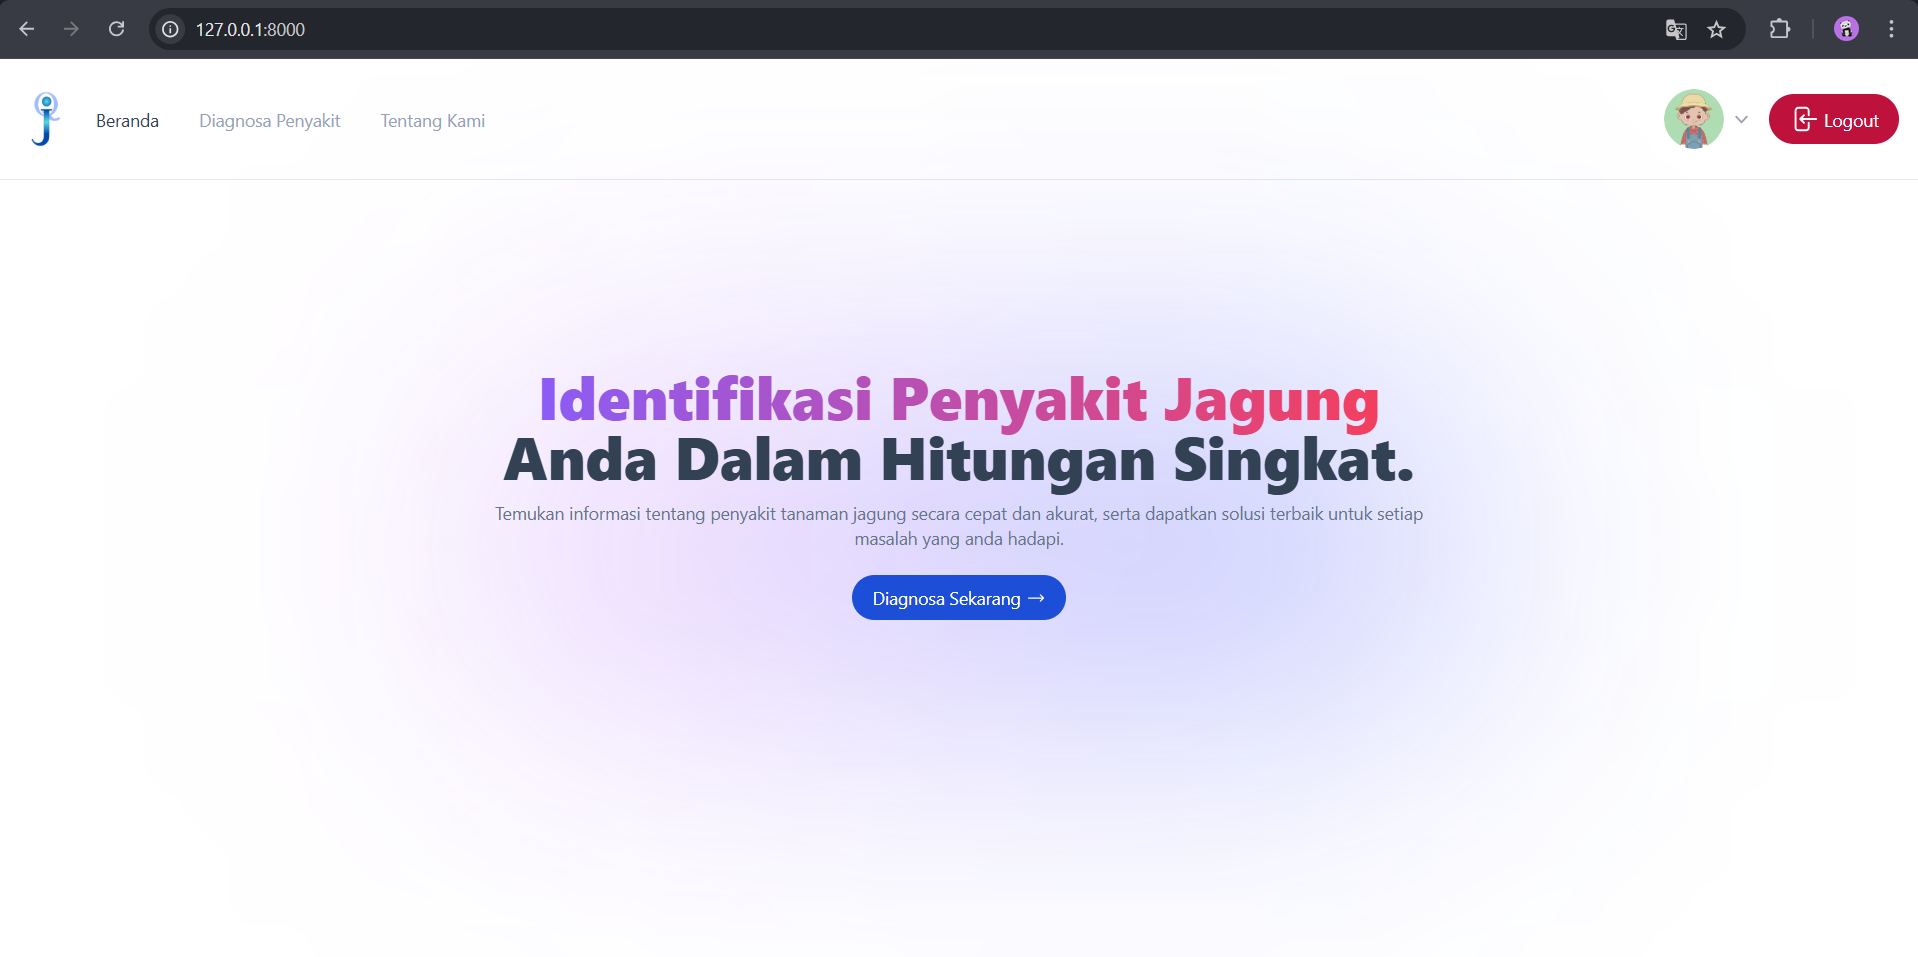 127.0.0.1:8000
Beranda
Diagnosa Penyakit
Tentang Kami
Logout
Identifikasi Penyakit Jagung
Anda Dalam Hitungan Singkat.
Temukan informasi tentang penyakit tanaman jagung secara cepat dan akurat, serta dapatkan solusi terbaik untuk setiap
masalah yang anda hadapi.
Diagnosa Sekarang →